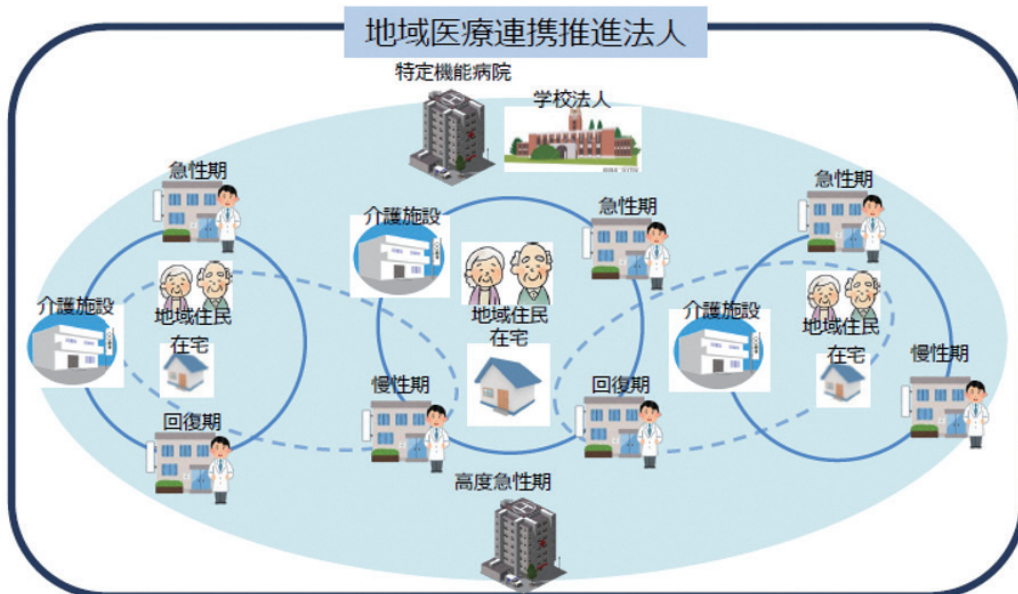 地域医療連携推進法人
特定機能病院
学校法人
急性期
介護施設
急性期
急性期
介護施設
地域住民
在宅
地域住民
在宅
介護施設
地域住民
在宅
慢性期
回復期
慢性期
回復期
高度急性期